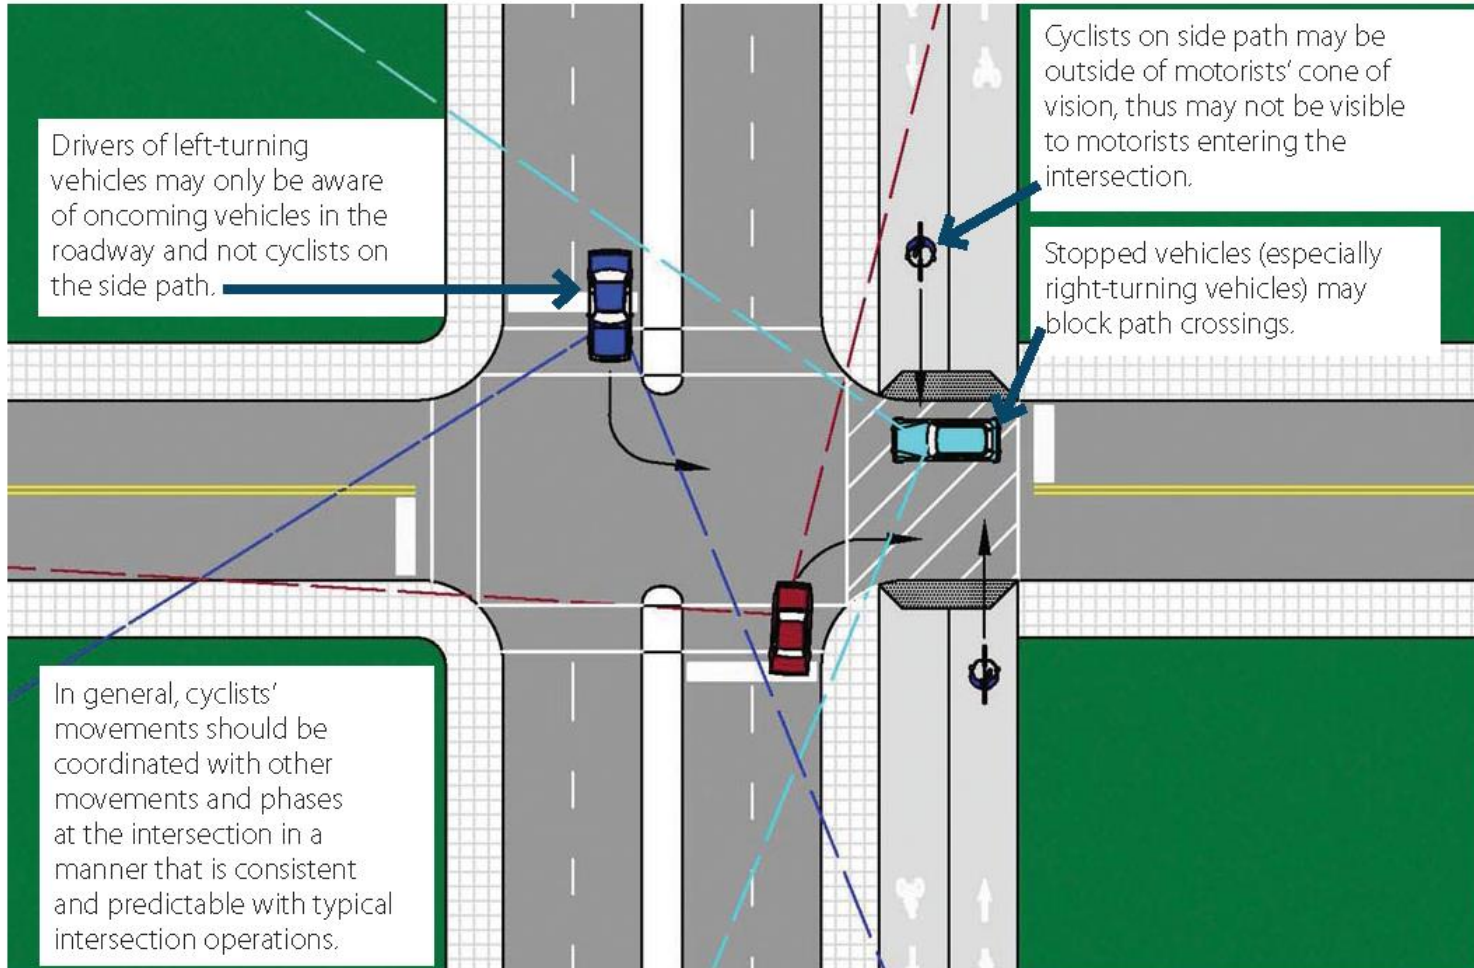 Drivers of left-turning
vehicles may only be aware
of oncoming vehicles in the
roadway and not cyclists on
the side path.
Cyclists on side path may be
outside of motorists' cone of
vision, thus may not be visible
to motorists entering the
intersection.
Stopped vehicles (especially
right-turning vehicles) may
block path crossings.
In general, cyclists'
movements should be
coordinated with other
movements and phases
at the intersection in a
manner that is consistent
and predictable with typical
intersection operations.